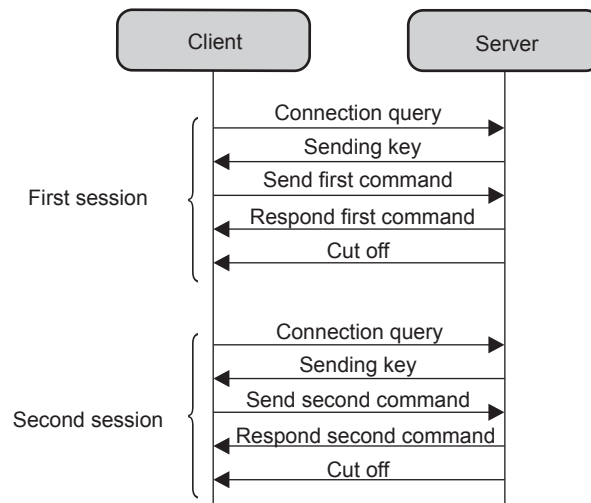 Client
Server
Connection query
Sending key
Send first command
First session
Respond first command
Cut off
Connection query
Sending key
Send second command
Second session
Respond second command
Cut off